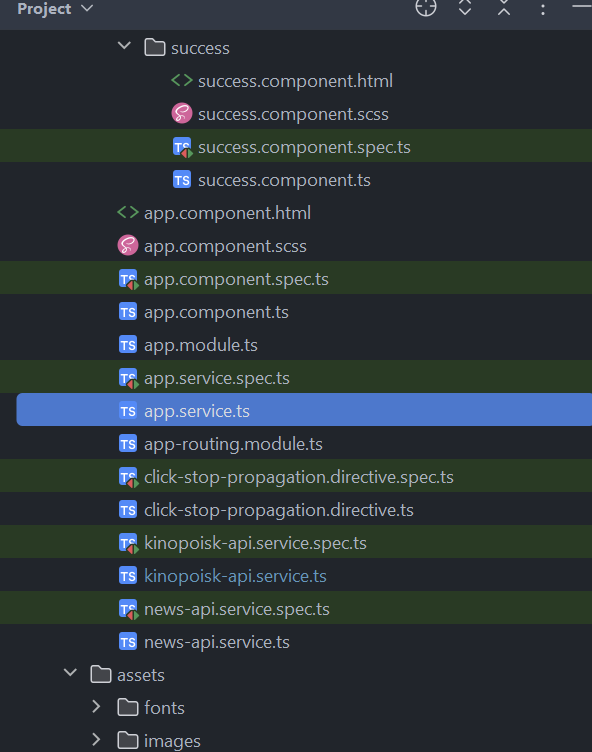 Project
success
success.component.html
success.component.scss
TS success.component.spec.ts
TS success.component.ts
app.component.html
app.component.scss
TS app.component.spec.ts
TS app.component.ts
TS app.module.ts
TS app.service.spec.ts
TS app.service.ts
TS app-routing.module.ts
TS click-stop-propagation.directive.spec.ts
TS click-stop-propagation.directive.ts
TS kinopoisk-api.service.spec.ts
TS kinopoisk-api.service.ts
TS news-api.service.spec.ts
TS news-api.service.ts
assets
fonts
images